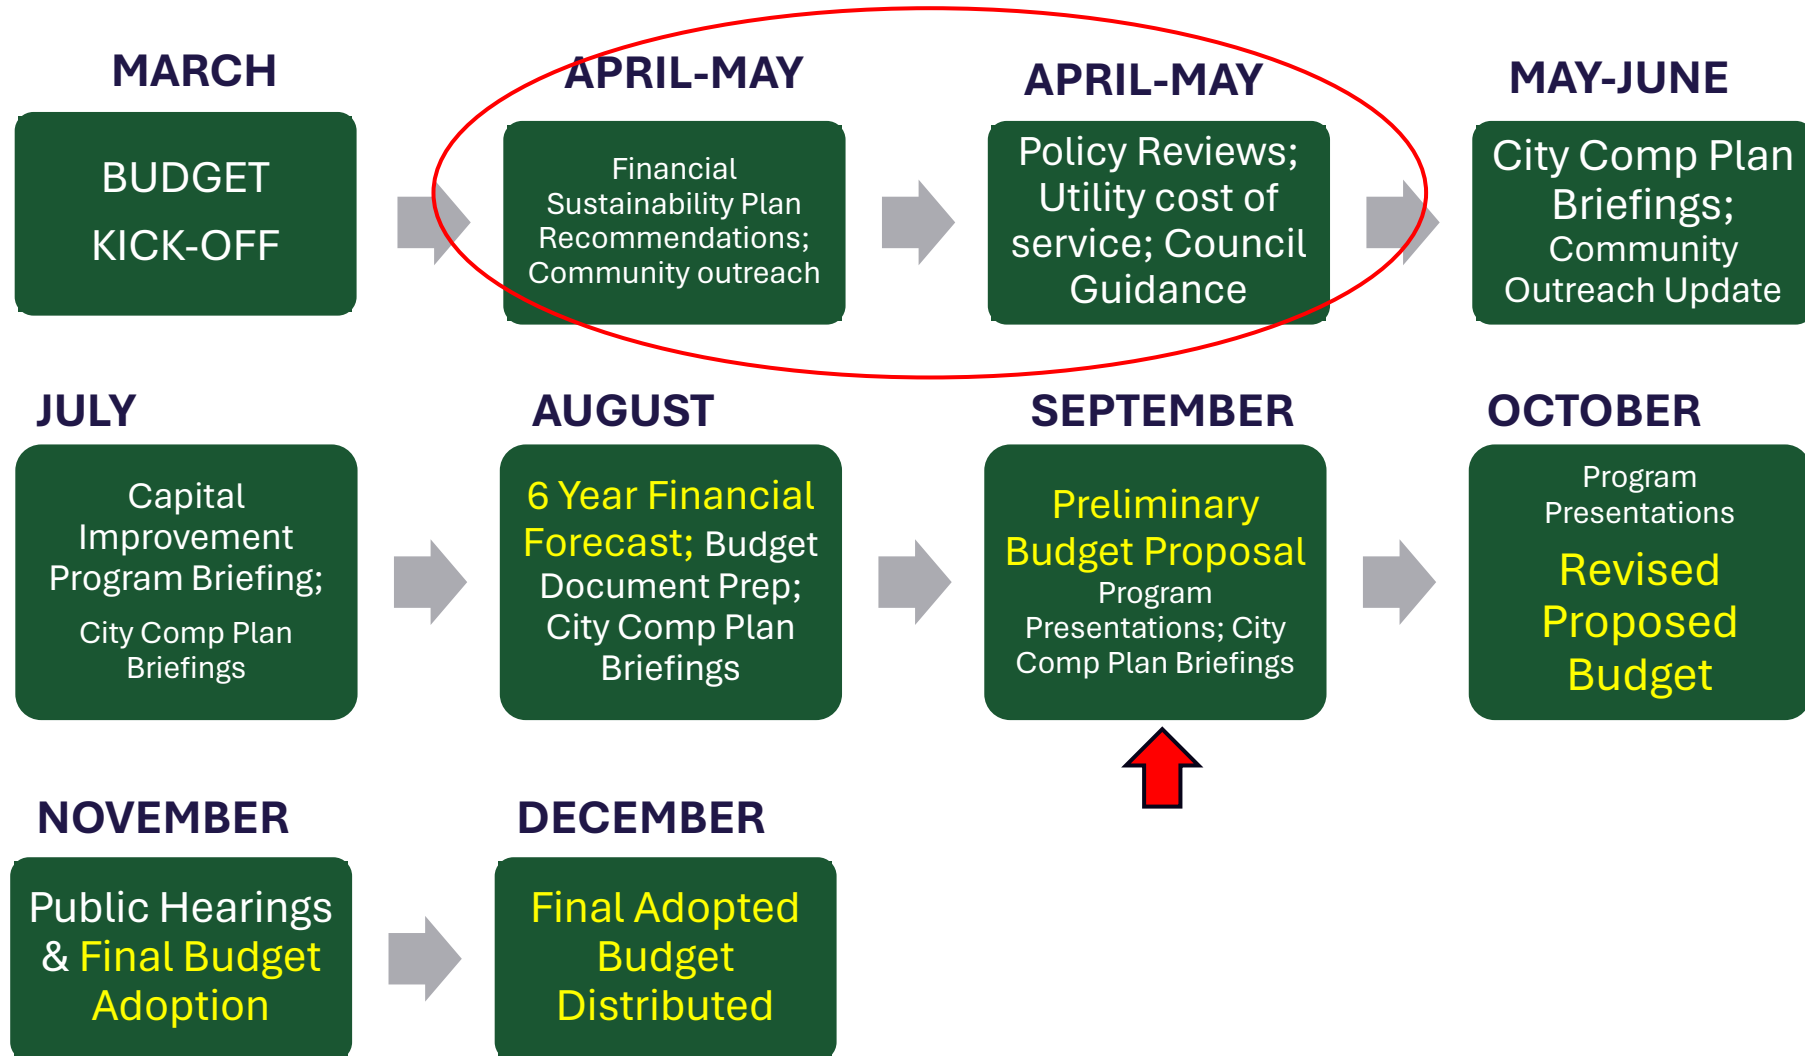 MARCH
BUDGET
KICK-OFF
APRIL-MAY
Financial
Sustainability Plan
Recommendations;
Community outreach
APRIL-MAY
Policy Reviews;
Utility cost of
service; Council
Guidance
MAY-JUNE
City Comp Plan
Briefings;
Community
Outreach Update
JULY
Capital
Improvement
Program Briefing;
City Comp Plan
Briefings
AUGUST
6 Year Financial
Forecast; Budget
Document Prep;
City Comp Plan
Briefings
SEPTEMBER
Preliminary
Budget Proposal
Program
Presentations; City
Comp Plan Briefings
OCTOBER
Program
Presentations
Revised
Proposed
Budget
NOVEMBER
Public Hearings
& Final Budget
Adoption
DECEMBER
Final Adopted
Budget
Distributed